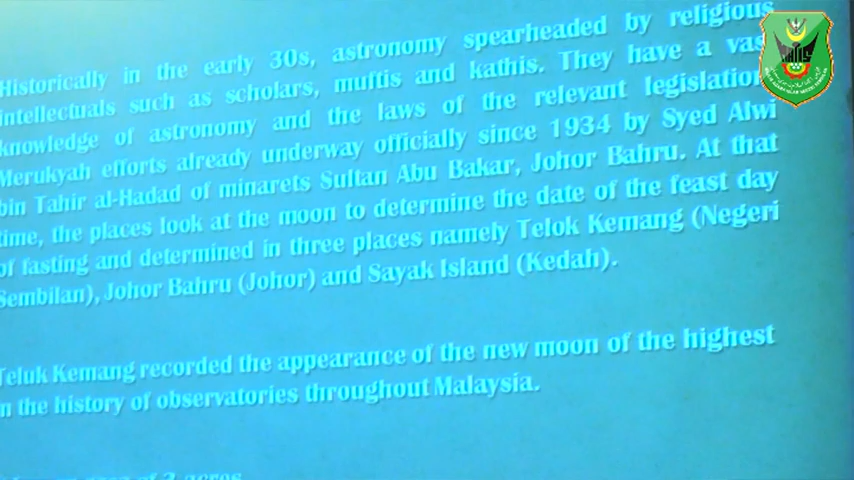 Historically in the early 30s, astronomy spearheaded by religious
intellectuals such as scholars, muftis and kathis. They have a vas
knowledge of astronomy and the laws of the relevant legislation
Merukyah efforts already underway officially since 1934 by Syed Alwi
bin Tahir al-Hadad of minarets Sultan Abu Bakar, Johor Bahru. At that
time, the places look at the moon to determine the date of the feast day
of fasting and determined in three places namely Telok Kemang (Negeri
Sembilan), Johor Bahru (Johor) and Sayak Island (Kedah).
Teluk Kemang recorded the appearance of the new moon of the highest
in the history of observatories throughout Malaysia.
of 3 acres